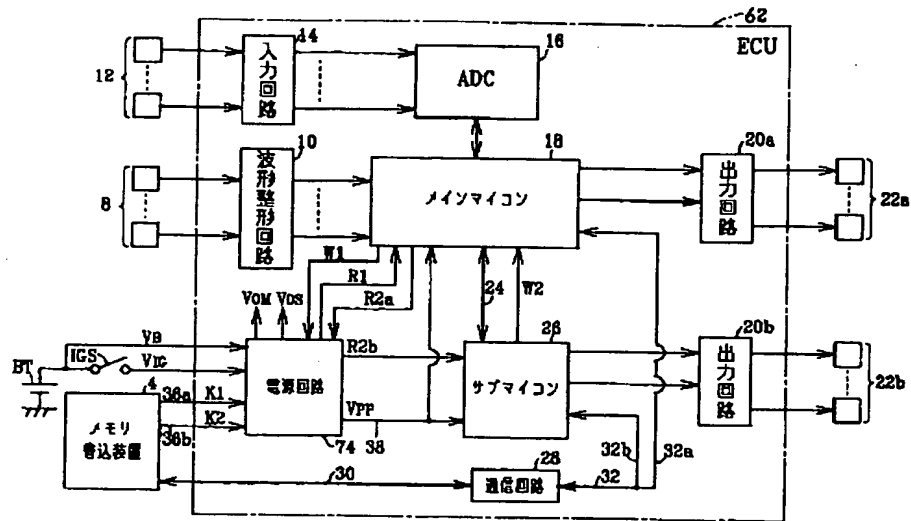 62
ECU
14
16
12
入力回路
ADC
10
18
20a
8
波形整形回路
メインマイコン
出力回路
22a
W1
R1
R2a
24
W2
VOM
VOS
26
20b
VB
IGS
VIG
BT
R2b
電源回路
サブマイコン
出力回路
22b
4
36a
K1
36b
K2
VPP
38
メモリ
書込装置
74
32b
32a
28
30
通信回路
32